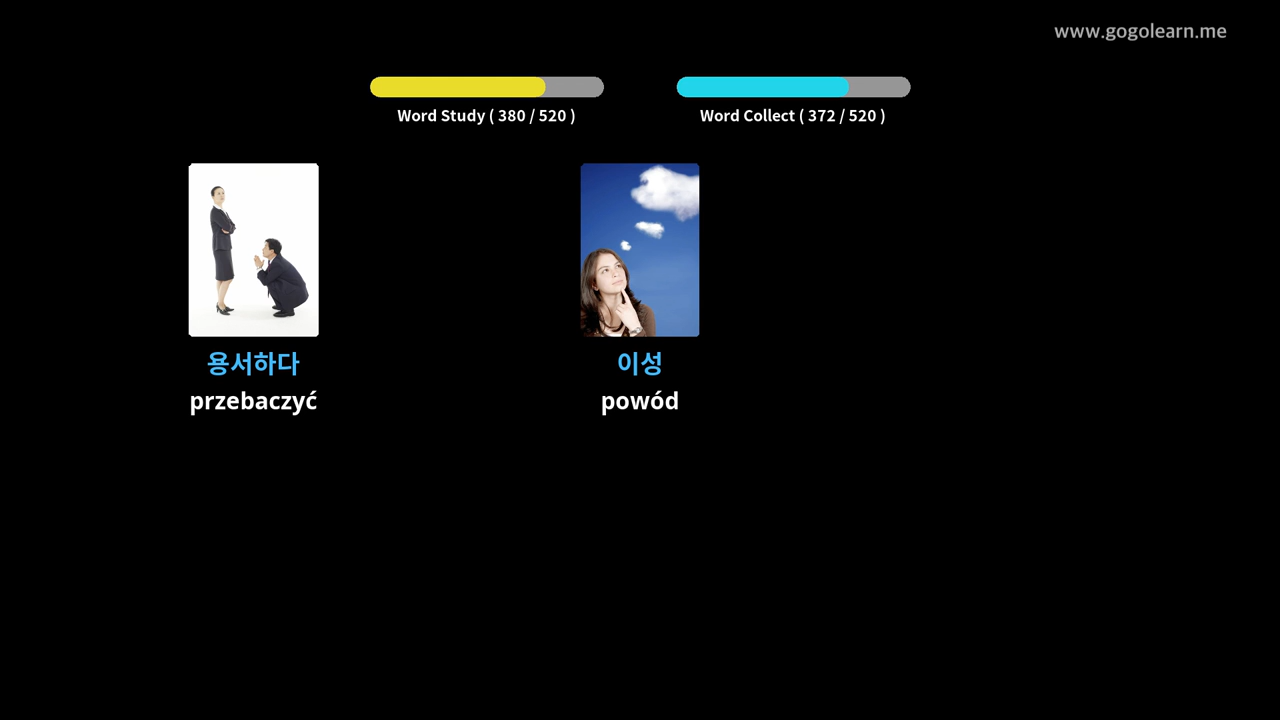 www.gogolearn.me
Word Study ( 380 / 520 )
Word Collect ( 372 / 520 )
용서하다
przebaczyć
이성
powód